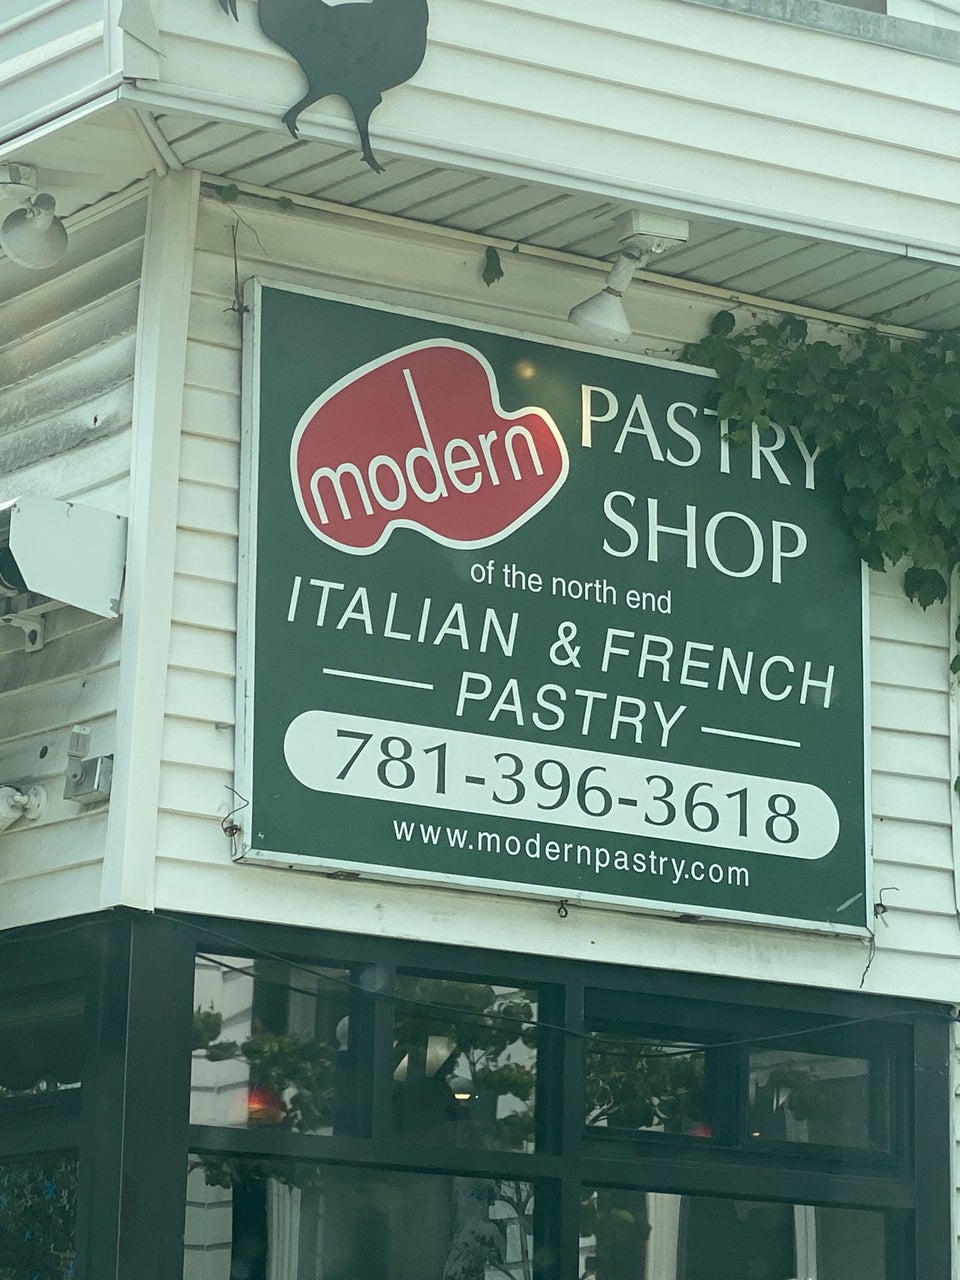 modern
PASTRY
SHOP
of the north end
ITALIAN & FRENCH
PASTRY
781-396-3618
www.modernpastry.com